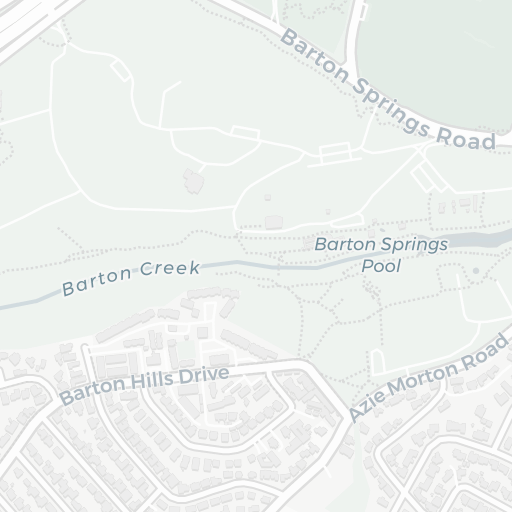 Barton Springs Road
Barton Springs
Pool
Barton Creek
Barton Hills Drive
Azie Morton Road